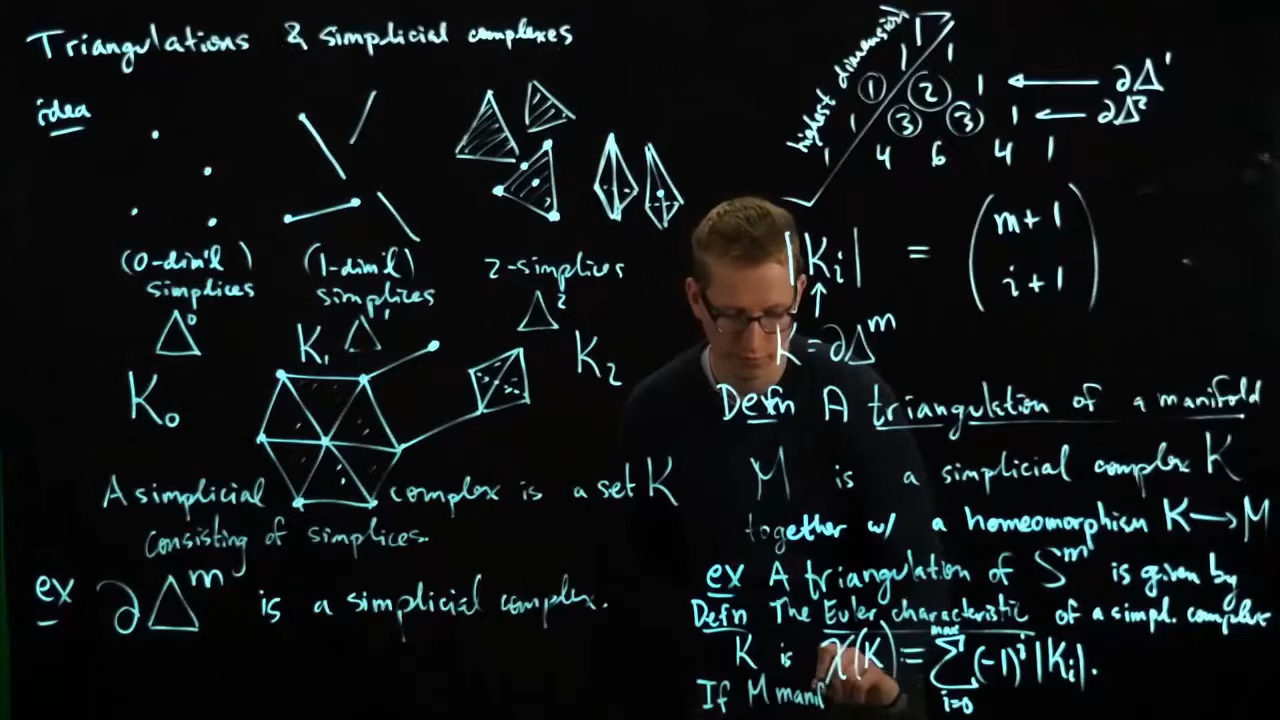 Triangulations & simplicial complexes
idea
(0-dim'l) simplices
Δ⁰
K₀
(1-dim'l) simplices
Δ¹
K₁
2-simplices
Δ²
K₂
A simplicial complex is a set K
consisting of simplices.
ex ∂Δᵐ is a simplicial complex.
highest dimension
1
1 1
1 2 1 ← ∂Δ¹
1 3 3 1 ← ∂Δ²
1 4 6 4 1
|Kᵢ| = (m+1 i+1)
↑
K = ∂Δᵐ
Defn A triangulation of a manifold
M is a simplicial complex K
together w/ a homeomorphism K → M
ex A triangulation of Sᵐ is given by
Defn The Euler characteristic of a simpl. complex
K is χ(K) = max Σ i=0 (-1)ⁱ |Kᵢ|.
If M manif